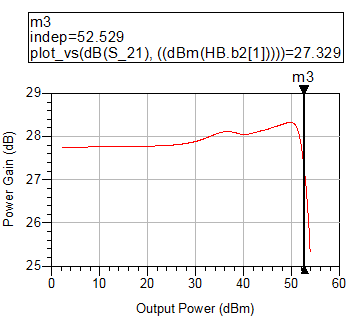 m3
indep=52.529
plot_vs(dB(S_21), ((dBm(HB.b2[1]))))=27.329
m3
29
28
27
26
25
0 10 20 30 40 50 60
Power Gain (dB)
Output Power (dBm)